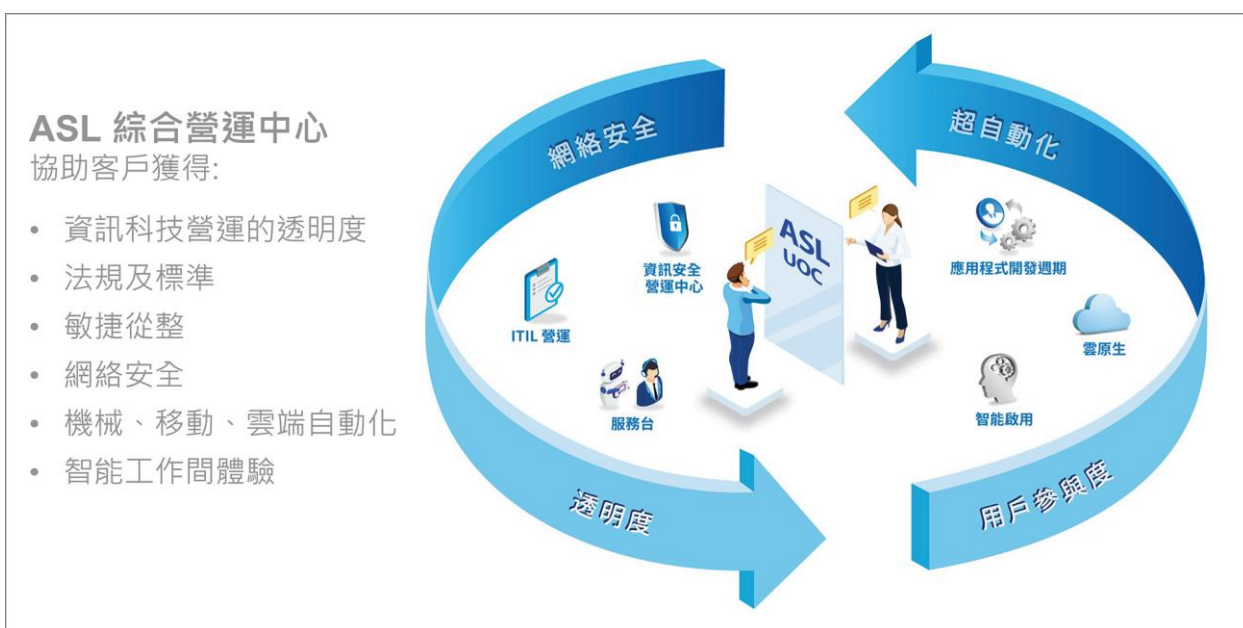 ASL 綜合營運中心
協助客戶獲得:
• 資訊科技營運的透明度
• 法規及標準
• 敏捷從整
• 網絡安全
• 機械、移動、雲端自動化
• 智能工作間體驗
網絡安全
超自動化
資訊安全
營運中心
ITIL 營運
服務台
ASL
UOC
應用程式開發週期
雲原生
智能啟用
透明度
用戶參與度